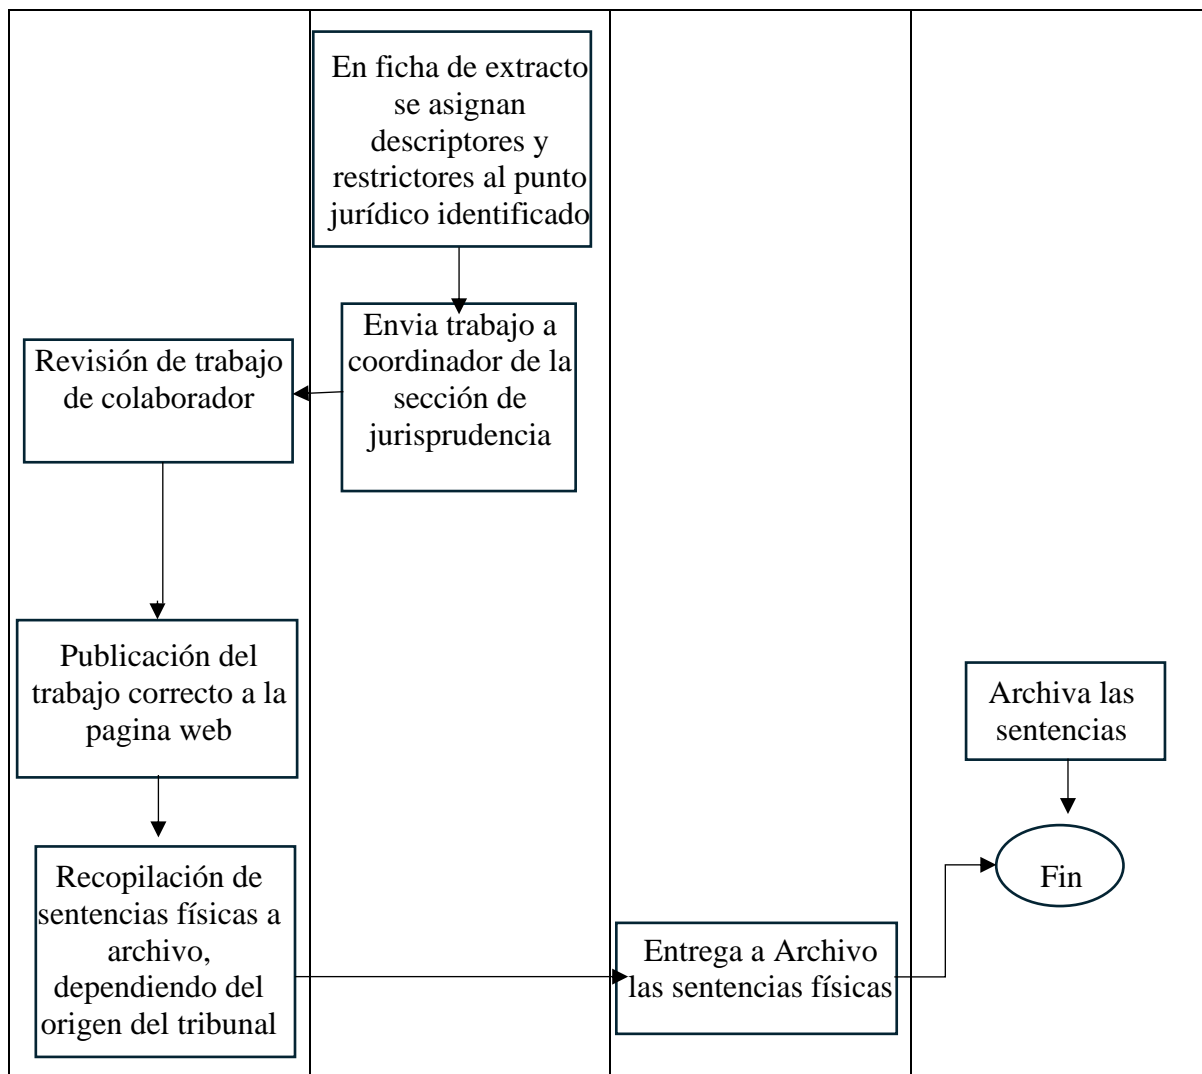 En ficha de extracto
se asignan
descriptores y
restrictores al punto
jurídico identificado
Envia trabajo a
coordinador de la
sección de
jurisprudencia
Revisión de trabajo
de colaborador
Publicación del
trabajo correcto a la
pagina web
Recopilación de
sentencias físicas a
archivo,
dependiendo del
origen del tribunal
Entrega a Archivo
las sentencias físicas
Archiva las
sentencias
Fin